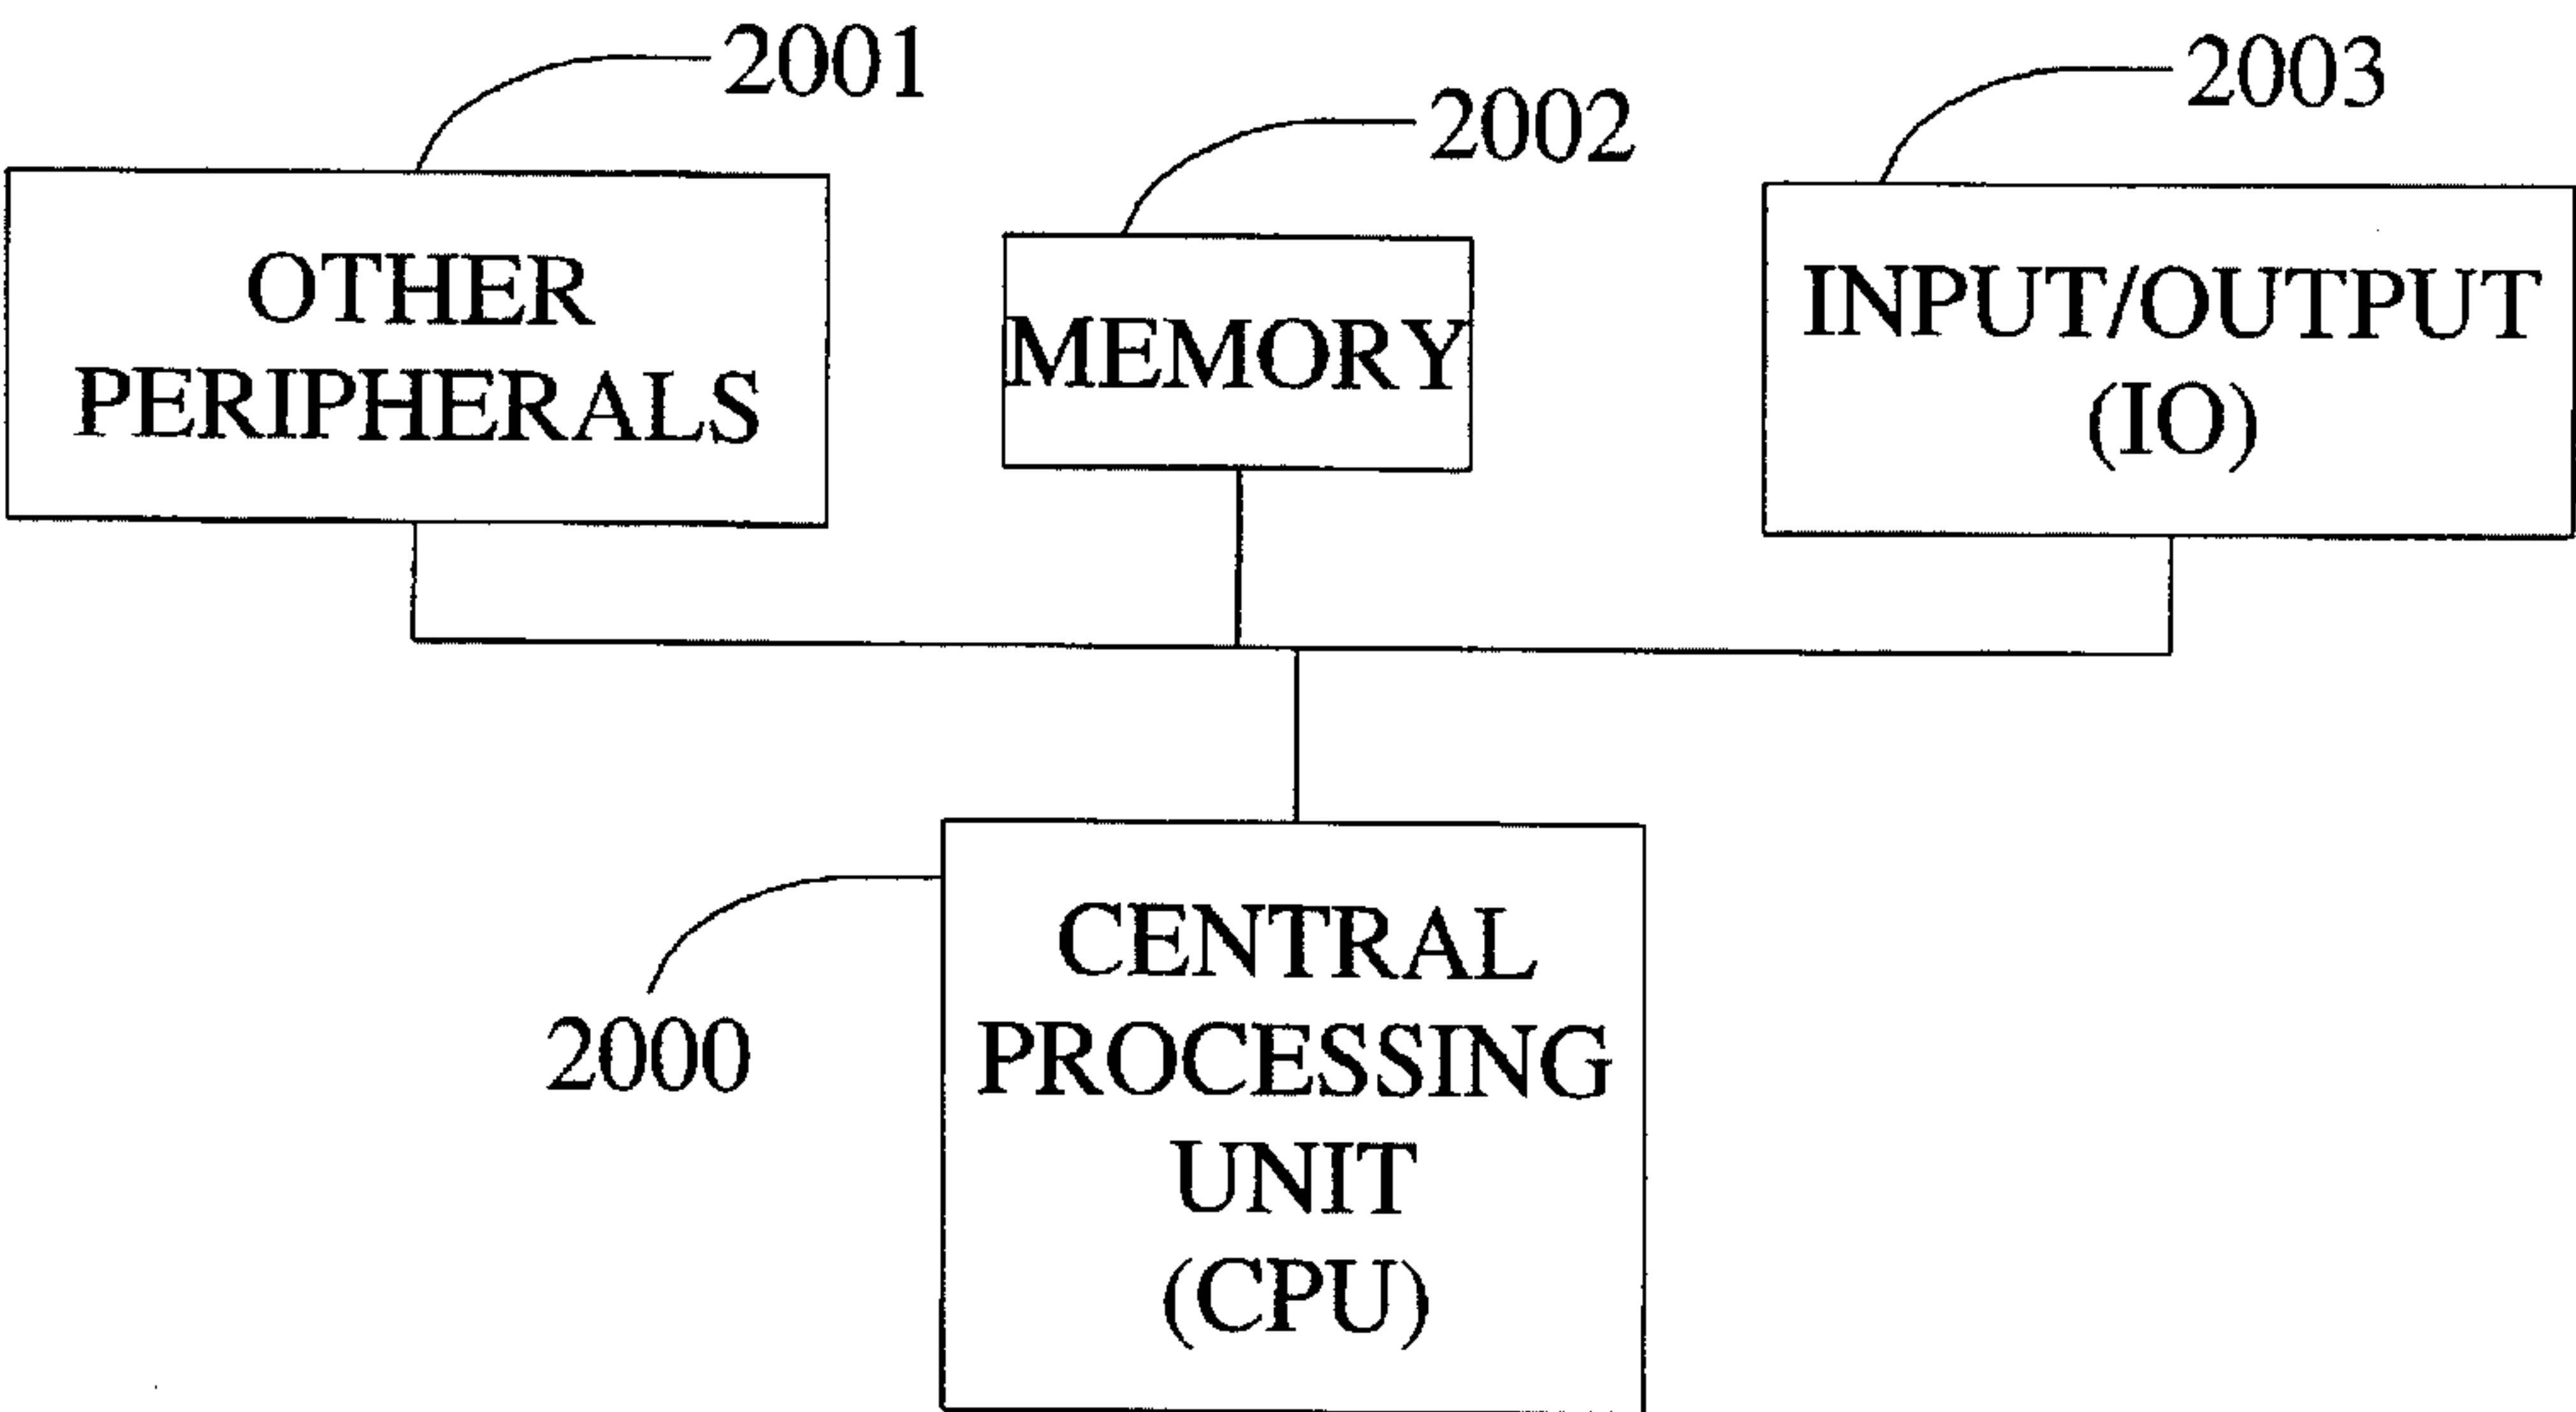 2001
2002
2003
OTHER
PERIPHERALS
MEMORY
INPUT/OUTPUT
(IO)
2000
CENTRAL
PROCESSING
UNIT
(CPU)